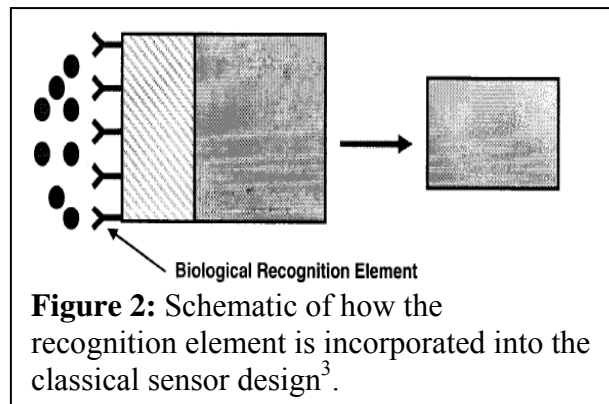 Biological Recognition Element
Figure 2: Schematic of how the
recognition element is incorporated into the
classical sensor design³.